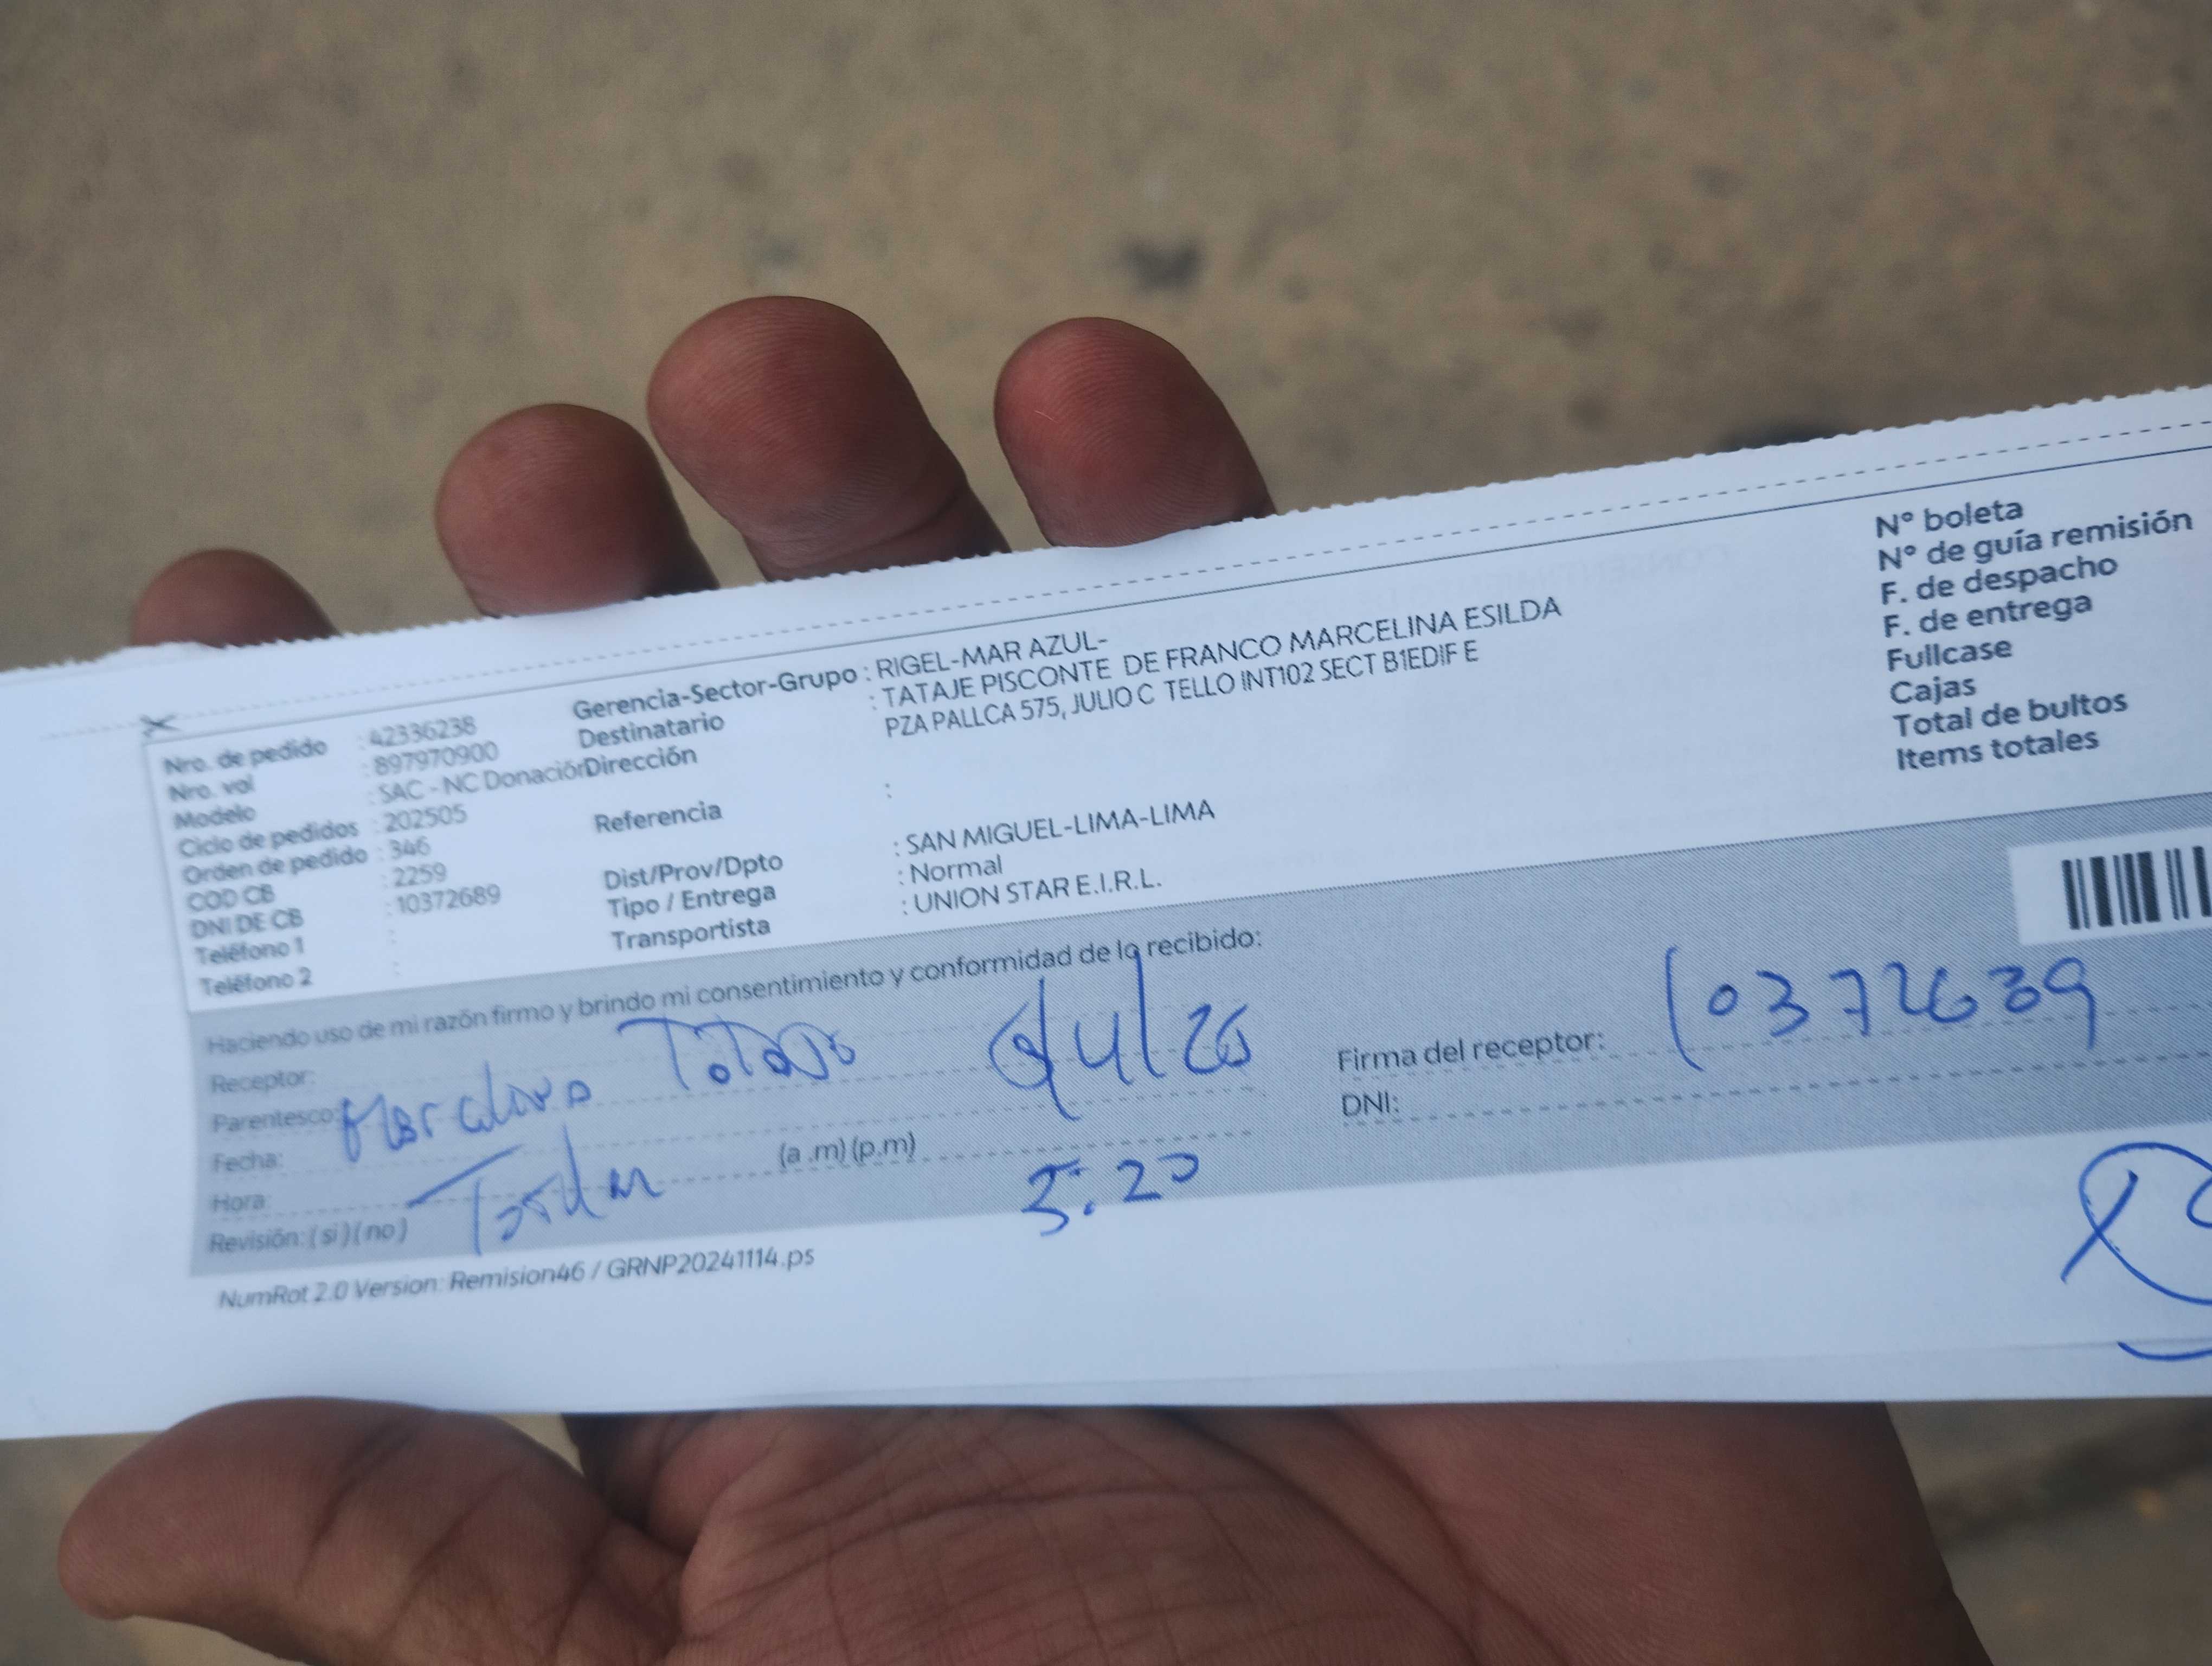 Nro. de pedido : 42336238
Nro. val : 897970900
Modelo : SAC - NC Donación
Ciclo de pedidos : 202505
Orden de pedido : 346
COD CB : 2259
DNI DE CB : 10372689
Teléfono 1 :
Teléfono 2 :
Gerencia-Sector-Grupo : RIGEL-MAR AZUL-
Destinatario : TATAJE PISCONTE DE FRANCO MARCELINA ESILDA
Dirección PZA PALLCA 575, JULIO C TELLO INT102 SECT B1EDIF E
Referencia :
Dist/Prov/Dpto : SAN MIGUEL-LIMA-LIMA
Tipo / Entrega : Normal
Transportista : UNION STAR E.I.R.L.
N° boleta
N° de guía remisión
F. de despacho
F. de entrega
Fullcase
Cajas
Total de bultos
Items totales
Haciendo uso de mi razón firmo y brindo mi consentimiento y conformidad de lo recibido:
Receptor:
Parentesco:
Fecha:
Hora: (a .m) (p.m) 3:20
Revisión: ( si ) ( no )
Firma del receptor:
DNI:
NumRot 2.0 Version: Remision46 / GRNP20241114.ps